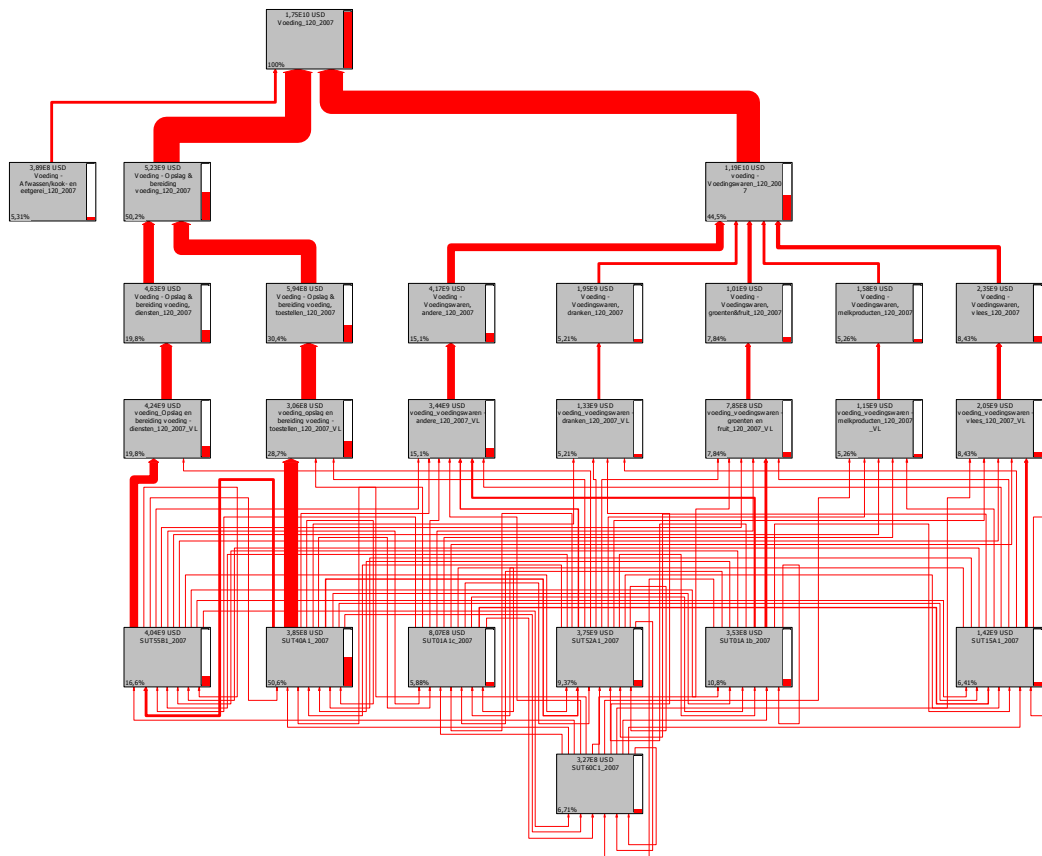 1,75E10 USD
Voeding_120_2007
100%
3,89E8 USD
Voeding -
Afwassen/kook- en
eetgerei_120_2007
5,31%
5,23E9 USD
Voeding - Opslag &
bereiding
voeding_120_2007
50,2%
1,19E10 USD
voeding -
Voedingswaren_120_200
7
44,5%
4,63E9 USD
Voeding - Opslag &
bereiding voeding,
diensten_120_2007
19,8%
5,94E8 USD
Voeding - Opslag &
bereiding voeding,
toestellen_120_2007
30,4%
4,17E9 USD
Voeding -
Voedingswaren,
andere_120_2007
15,1%
1,95E9 USD
Voeding -
Voedingswaren,
dranken_120_2007
5,21%
1,01E9 USD
Voeding -
Voedingswaren,
groenten&fruit_120_2007
7,84%
1,58E9 USD
Voeding -
Voedingswaren,
melkproducten_120_2007
5,26%
2,35E9 USD
Voeding -
Voedingswaren,
vlees_120_2007
8,43%
4,24E9 USD
voeding_Opslag en
bereiding voeding -
diensten_120_2007_VL
19,8%
3,06E8 USD
voeding_opslag en
bereiding voeding -
toestellen_120_2007_VL
28,7%
3,44E9 USD
voeding_voedingswaren -
andere_120_2007_VL
15,1%
1,33E9 USD
voeding_voedingswaren -
dranken_120_2007_VL
5,21%
7,85E8 USD
voeding_voedingswaren -
groenten en
fruit_120_2007_VL
7,84%
1,15E9 USD
voeding_voedingswaren -
melkproducten_120_2007
_VL
5,26%
2,05E9 USD
voeding_voedingswaren -
vlees_120_2007_VL
8,43%
4,04E9 USD
SUT55B1_2007
16,6%
3,85E8 USD
SUT40A1_2007
50,6%
8,07E8 USD
SUT01A1c_2007
5,88%
3,75E9 USD
SUT52A1_2007
9,37%
3,53E8 USD
SUT01A1b_2007
10,8%
1,42E9 USD
SUT15A1_2007
6,41%
3,27E8 USD
SUT60C1_2007
6,71%